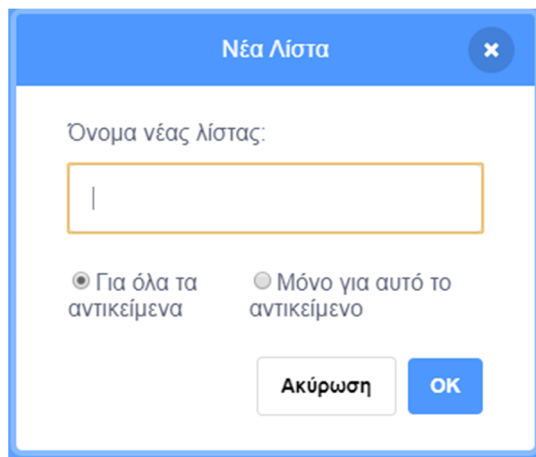 Νέα Λίστα
Όνομα νέας λίστας:
Για όλα τα αντικείμενα
Μόνο για αυτό το αντικείμενο
Ακύρωση
OK